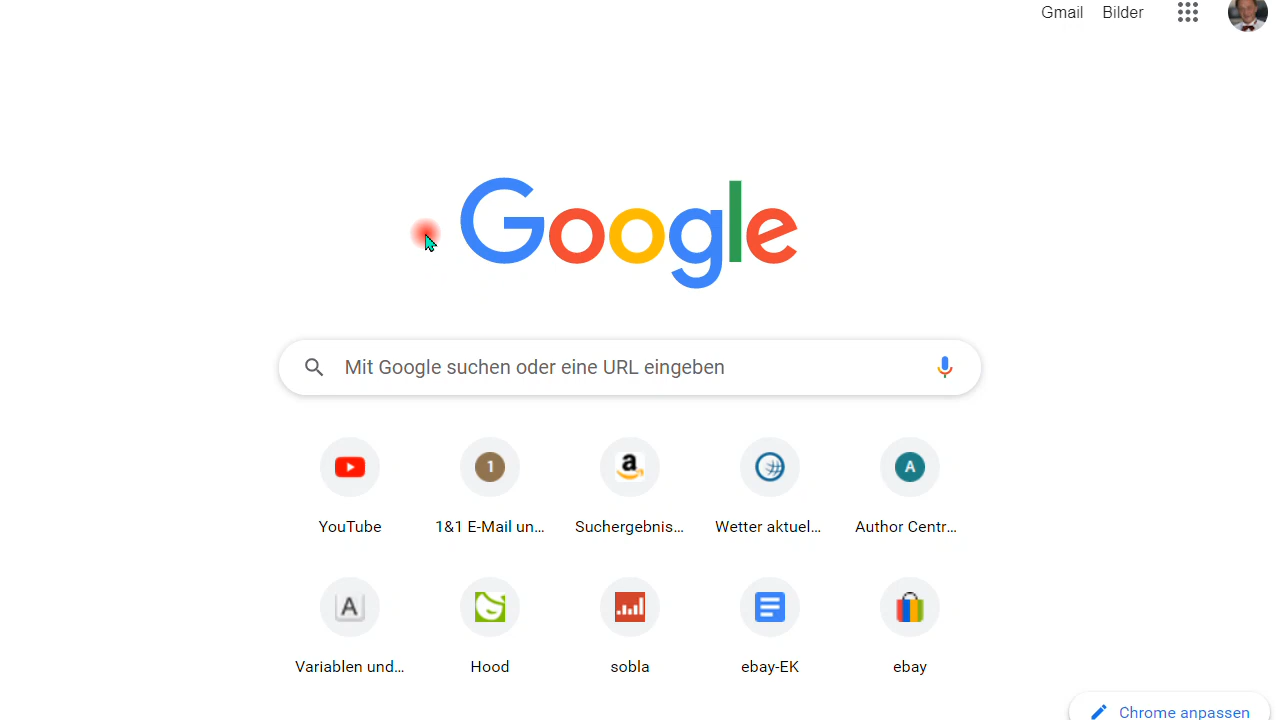 Gmail Bilder
Google
Mit Google suchen oder eine URL eingeben
1
a
A
YouTube
1&1 E-Mail un...
Suchergebnis...
Wetter aktuel...
Author Centr...
A
Variablen und...
Hood
sobla
ebay-EK
ebay
Chrome anpassen